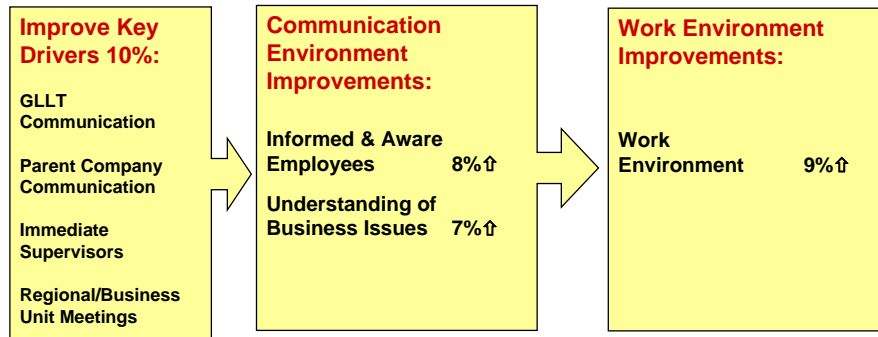 Improve Key
Drivers 10%:
GLLT
Communication
Parent Company
Communication
Immediate
Supervisors
Regional/Business
Unit Meetings
Communication
Environment
Improvements:
Informed & Aware
Employees 8%⇧
Understanding of
Business Issues 7%⇧
Work Environment
Improvements:
Work
Environment 9%⇧